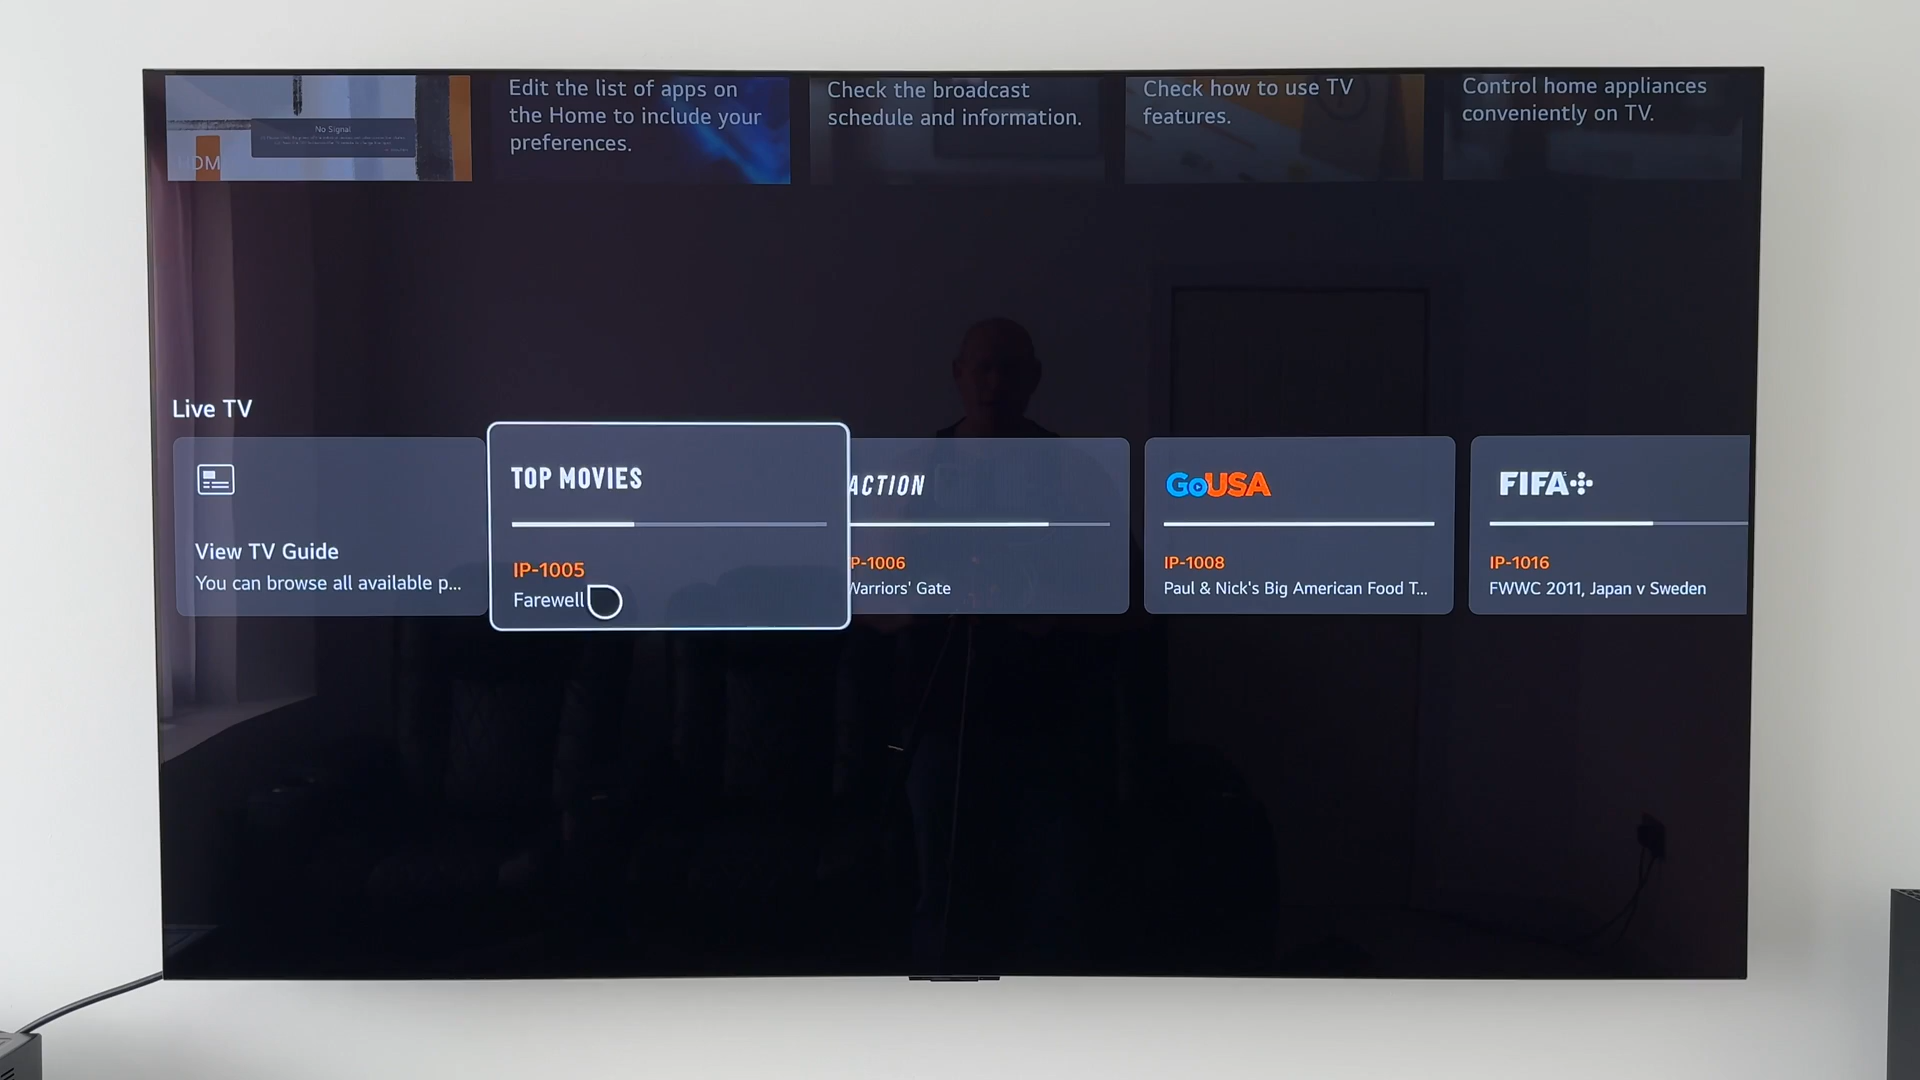 No Signal
HOM
Edit the list of apps on
the Home to include your
preferences.
Check the broadcast
schedule and information.
Check how to use TV
features.
Control home appliances
conveniently on TV.
Live TV
View TV Guide
You can browse all available p...
TOP MOVIES
IP-1005
Farewell
ACTION
P-1006
Warriors' Gate
GoUSA
IP-1008
Paul & Nick's Big American Food T...
FIFA+
IP-1016
FWWC 2011, Japan v Sweden